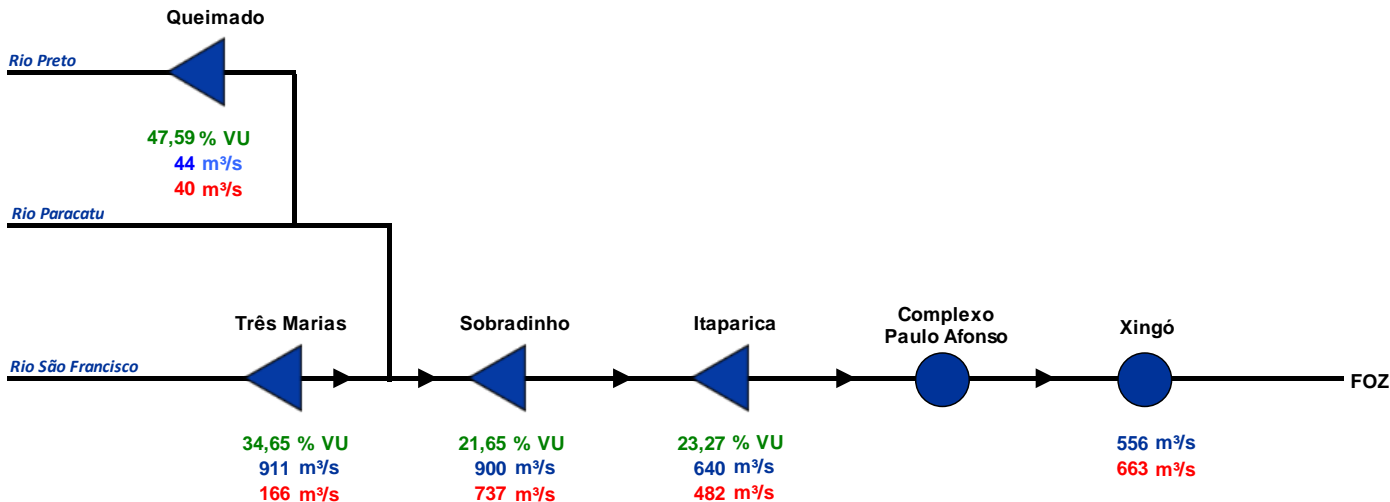 Queimado
Rio Preto
47,59 % VU
44 m³/s
40 m³/s
Rio Paracatu
Três Marias
Sobradinho
Itaparica
Complexo
Paulo Afonso
Xingó
Rio São Francisco
FOZ
34,65 % VU
911 m³/s
166 m³/s
21,65 % VU
900 m³/s
737 m³/s
23,27 % VU
640 m³/s
482 m³/s
556 m³/s
663 m³/s